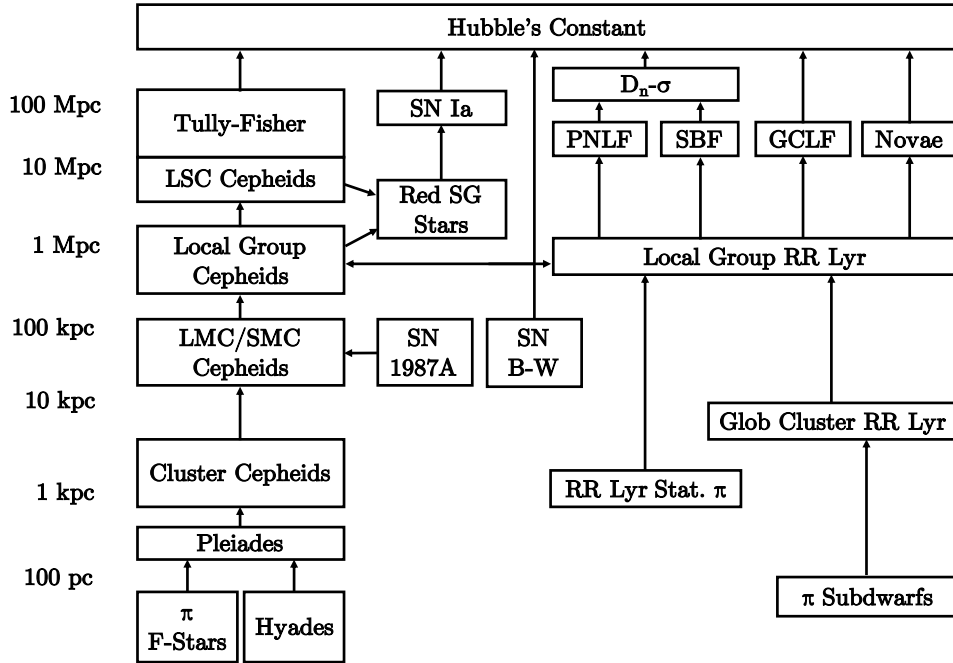 Hubble's Constant
100 Mpc
Tully-Fisher
SN Ia
Dn-σ
PNLF
SBF
GCLF
Novae
10 Mpc
LSC Cepheids
Red SG
Stars
1 Mpc
Local Group
Cepheids
Local Group RR Lyr
100 kpc
LMC/SMC
Cepheids
SN
1987A
SN
B-W
10 kpc
Glob Cluster RR Lyr
Cluster Cepheids
1 kpc
RR Lyr Stat. π
Pleiades
100 pc
π
F-Stars
Hyades
π Subdwarfs